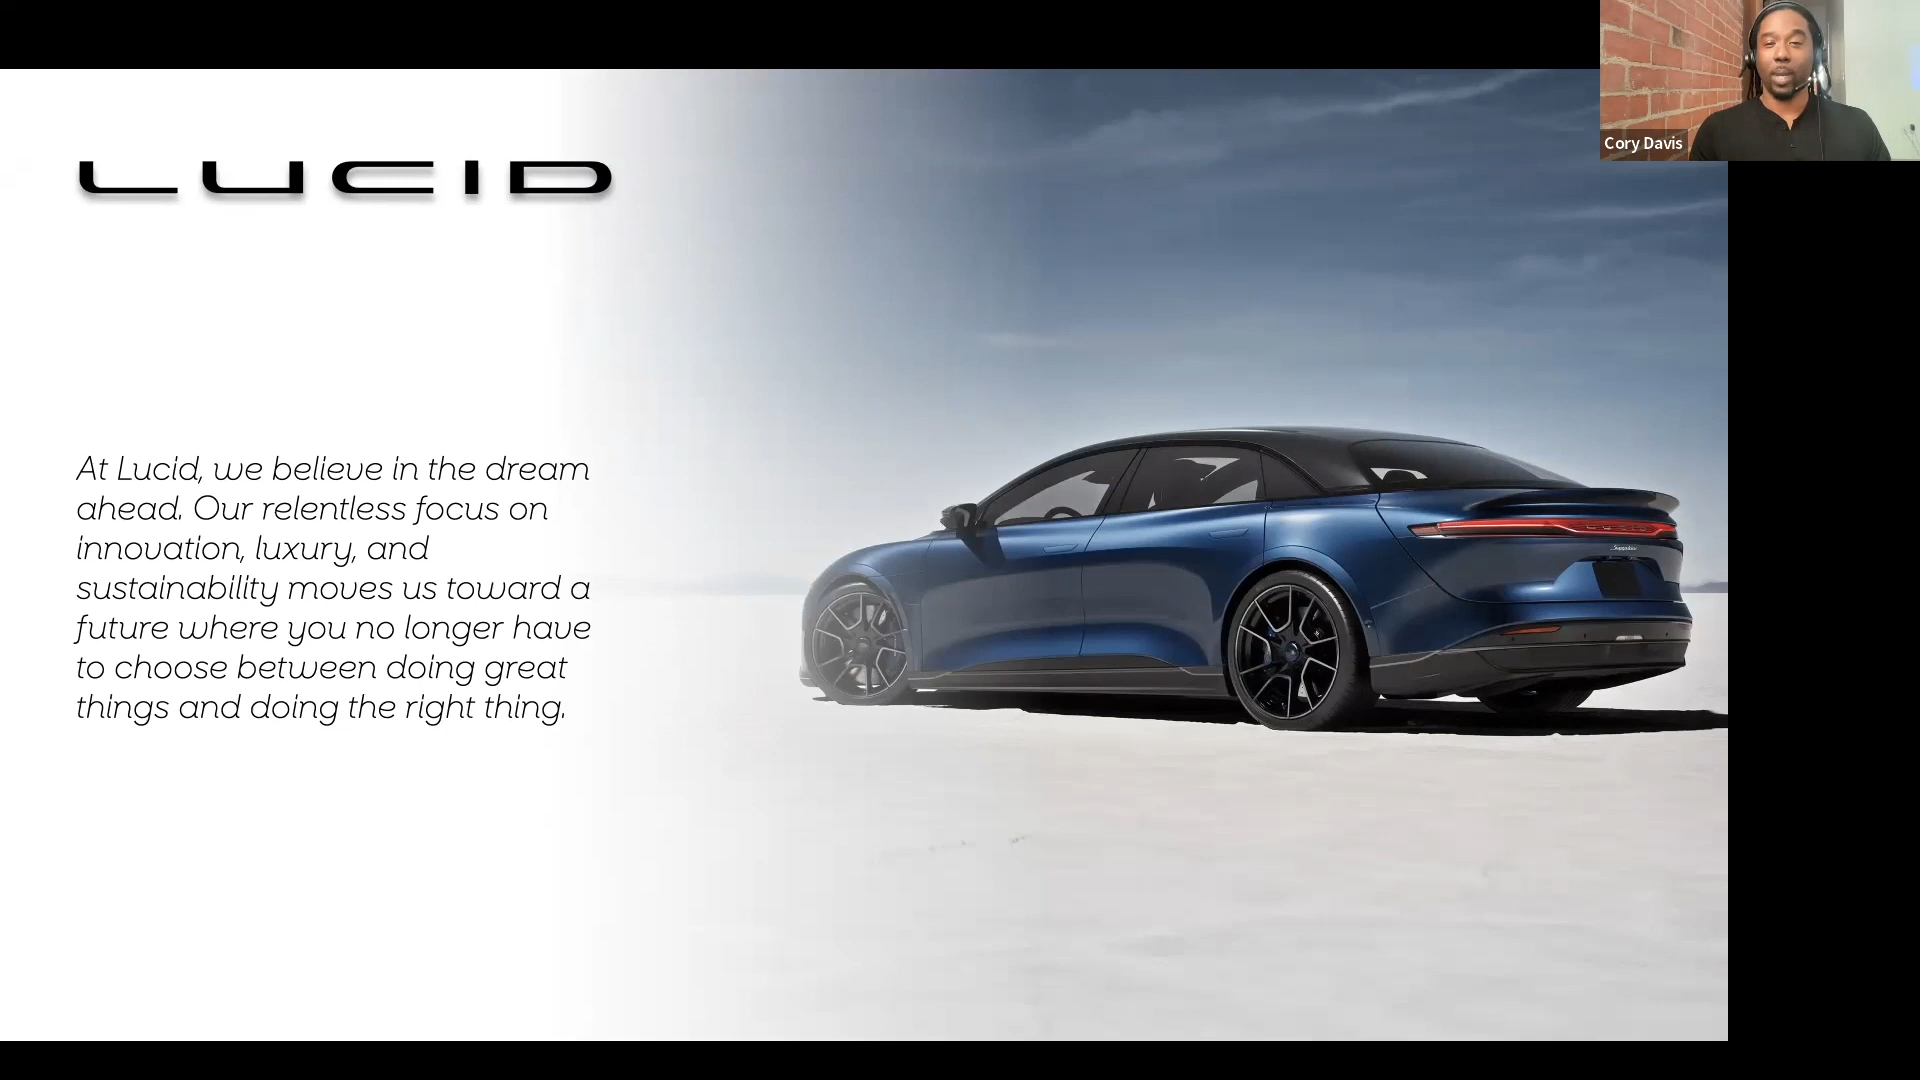 LUCID
Cory Davis
At Lucid, we believe in the dream
ahead. Our relentless focus on
innovation, luxury, and
sustainability moves us toward a
future where you no longer have
to choose between doing great
things and doing the right thing.
LUCID
Sapphire